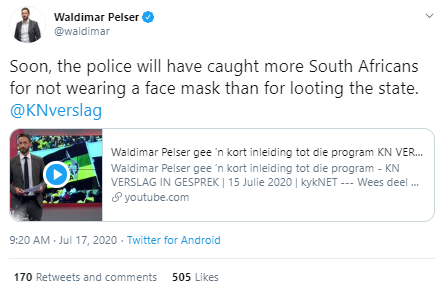 Waldimar Pelser
@waldimar
Soon, the police will have caught more South Africans
for not wearing a face mask than for looting the state.
@KNverslag
Waldimar Pelser gee 'n kort inleiding tot die program KN VER...
Waldimar Pelser gee 'n kort inleiding tot die program - KN
VERSLAG IN GESPREK | 15 Julie 2020 | kykNET --- Wees deel ...
youtube.com
9:20 AM · Jul 17, 2020 · Twitter for Android
170 Retweets and comments 505 Likes